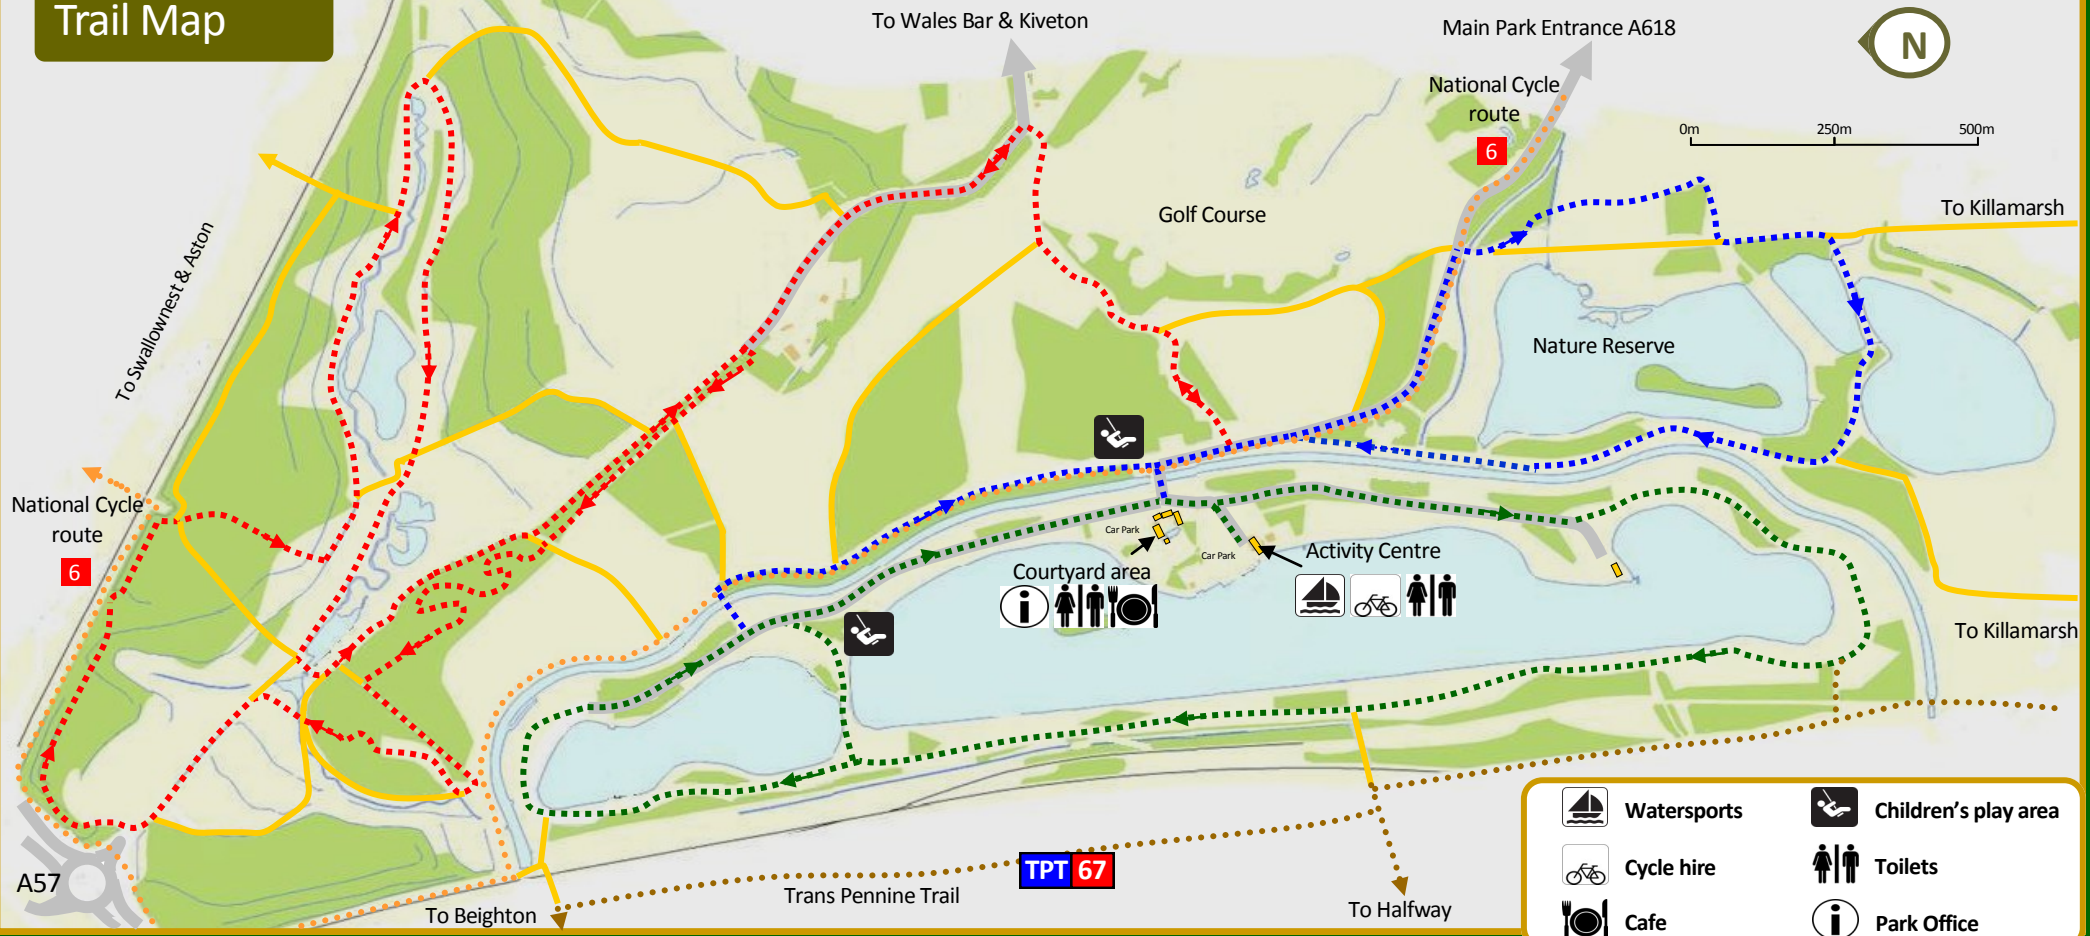 Trail Map
To Wales Bar & Kiveton
Main Park Entrance A618
N
National Cycle
route
6
0m 250m 500m
To Killamarsh
Golf Course
To Swallownest & Aston
Nature Reserve
National Cycle
route
6
Car Park
Car Park
Activity Centre
Courtyard area
To Killamarsh
A57
TPT 67
Trans Pennine Trail
To Beighton
To Halfway
Watersports
Children's play area
Cycle hire
Toilets
Cafe
Park Office